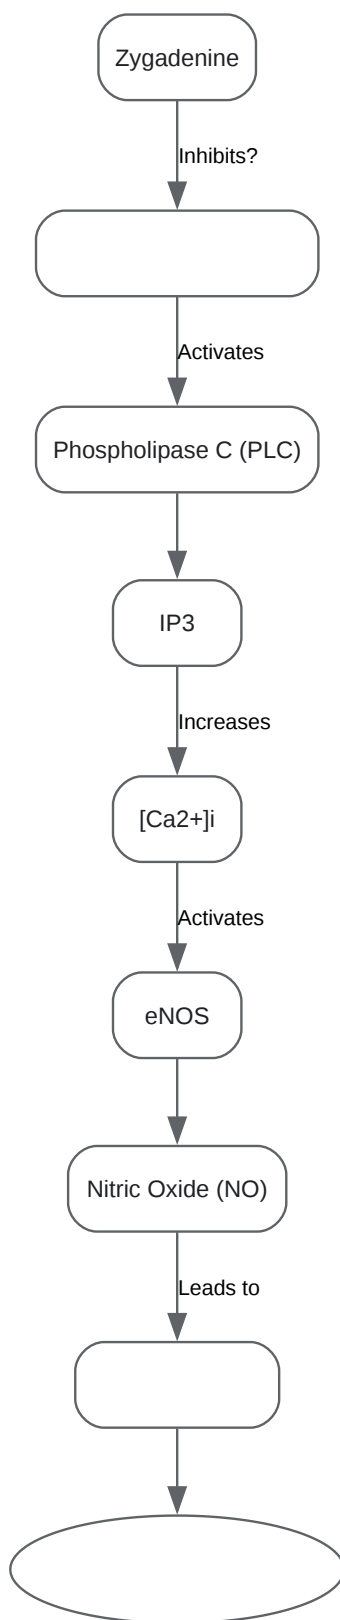 Zygadenine
Inhibits?
Activates
Phospholipase C (PLC)
IP3
Increases
[Ca2+]i
Activates
eNOS
Nitric Oxide (NO)
Leads to